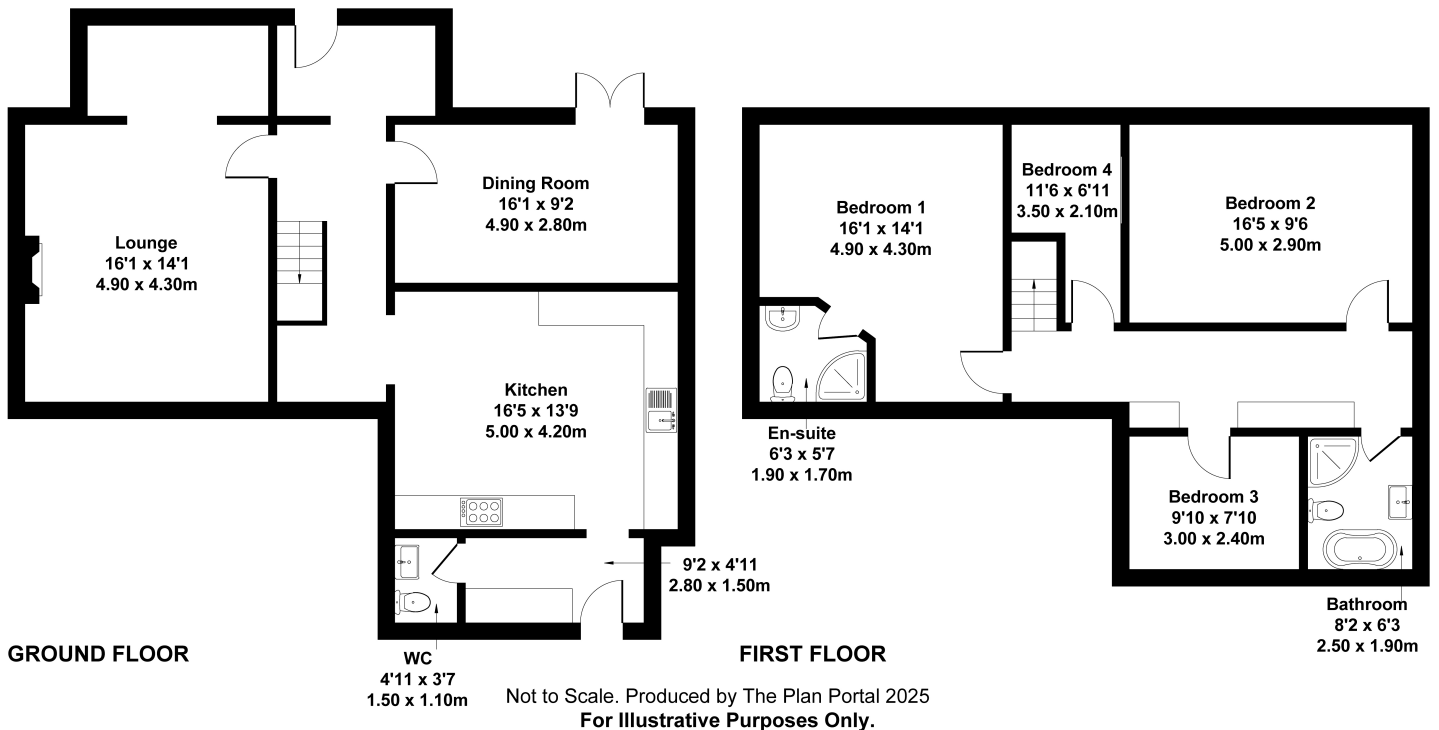 Lounge
16'1 x 14'1
4.90 x 4.30m
Dining Room
16'1 x 9'2
4.90 x 2.80m
Kitchen
16'5 x 13'9
5.00 x 4.20m
9'2 x 4'11
2.80 x 1.50m
WC
4'11 x 3'7
1.50 x 1.10m
GROUND FLOOR
Bedroom 1
16'1 x 14'1
4.90 x 4.30m
Bedroom 4
11'6 x 6'11
3.50 x 2.10m
Bedroom 2
16'5 x 9'6
5.00 x 2.90m
En-suite
6'3 x 5'7
1.90 x 1.70m
Bedroom 3
9'10 x 7'10
3.00 x 2.40m
Bathroom
8'2 x 6'3
2.50 x 1.90m
FIRST FLOOR
Not to Scale. Produced by The Plan Portal 2025
For Illustrative Purposes Only.